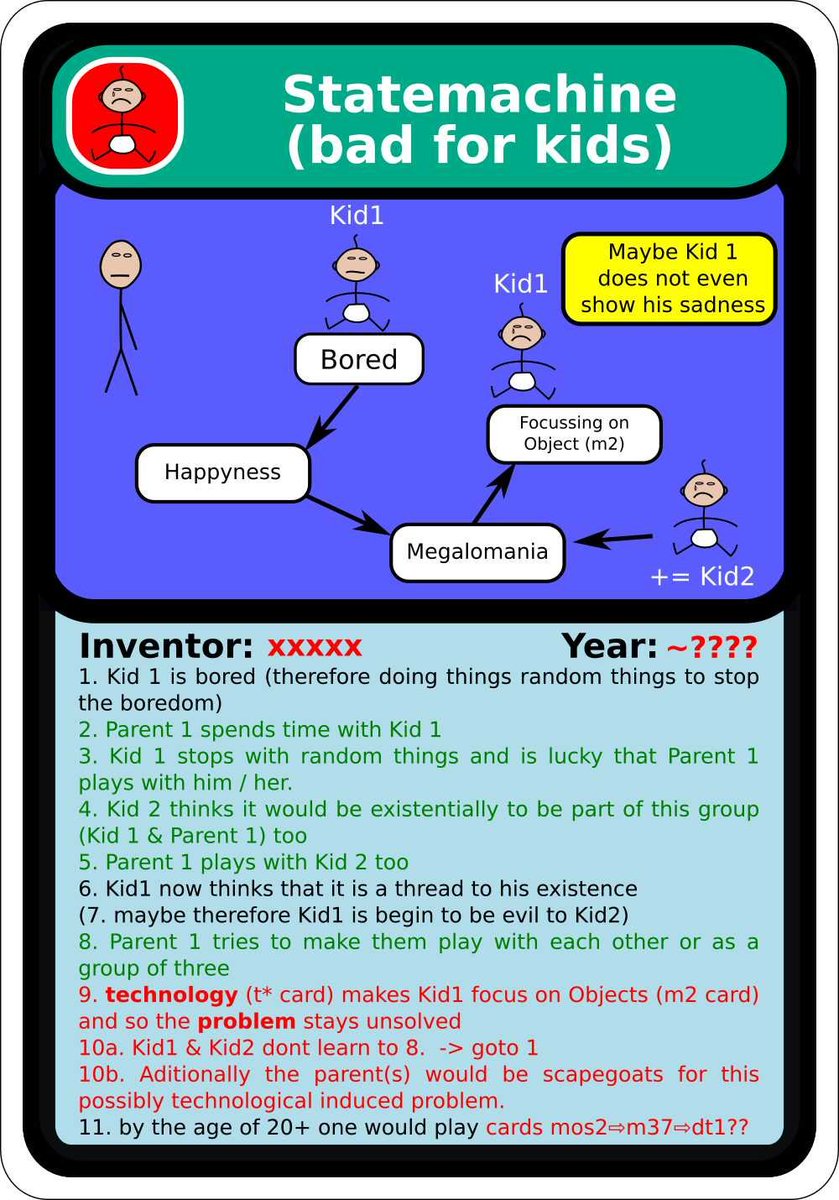 Statemachine
(bad for kids)
Kid1
Maybe Kid 1
does not even
show his sadness
Kid1
Bored
Focussing on
Object (m2)
Happyness
Megalomania
+= Kid2
Inventor: xxxxx Year: ~????
1. Kid 1 is bored (therefore doing things random things to stop
the boredom)
2. Parent 1 spends time with Kid 1
3. Kid 1 stops with random things and is lucky that Parent 1
plays with him / her.
4. Kid 2 thinks it would be existentially to be part of this group
(Kid 1 & Parent 1) too
5. Parent 1 plays with Kid 2 too
6. Kid1 now thinks that it is a thread to his existence
(7. maybe therefore Kid1 is begin to be evil to Kid2)
8. Parent 1 tries to make them play with each other or as a
group of three
9. technology (t* card) makes Kid1 focus on Objects (m2 card)
and so the problem stays unsolved
10a. Kid1 & Kid2 dont learn to 8. -> goto 1
10b. Aditionally the parent(s) would be scapegoats for this
possibly technological induced problem.
11. by the age of 20+ one would play cards mos2⇨m37⇨dt1??